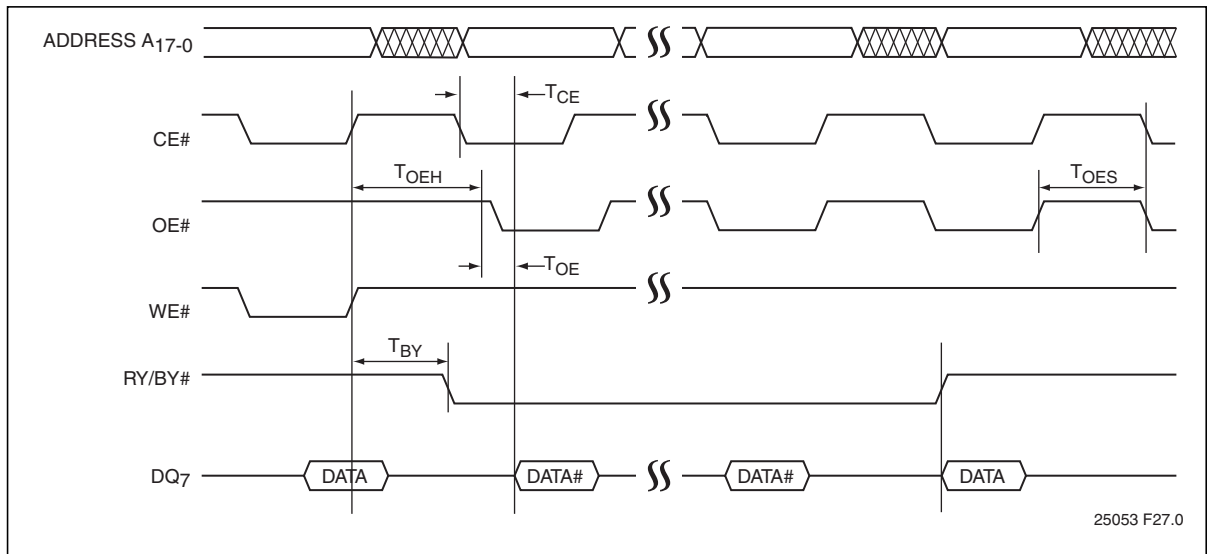 ADDRESS A17-0
TCE
CE#
TOEH
TOES
OE#
TOE
WE#
TBY
RY/BY#
DQ7 DATA DATA# DATA# DATA
25053 F27.0